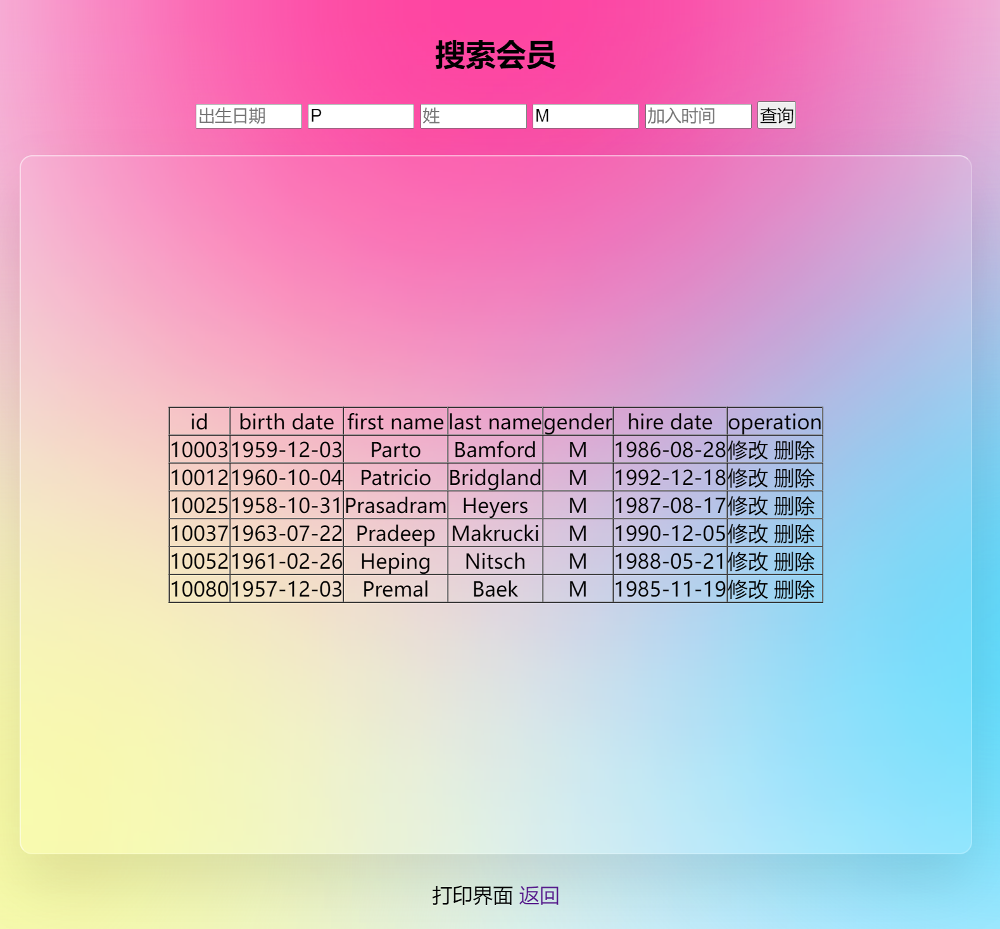 搜索会员
出生日期 P 姓 M 加入时间 查询
id birth date first name last name gender hire date operation
10003 1959-12-03 Parto Bamford M 1986-08-28 修改 删除
10012 1960-10-04 Patricio Bridgland M 1992-12-18 修改 删除
10025 1958-10-31 Prasadram Heyers M 1987-08-17 修改 删除
10037 1963-07-22 Pradeep Makrucki M 1990-12-05 修改 删除
10052 1961-02-26 Heping Nitsch M 1988-05-21 修改 删除
10080 1957-12-03 Premal Baek M 1985-11-19 修改 删除
打印界面 返回